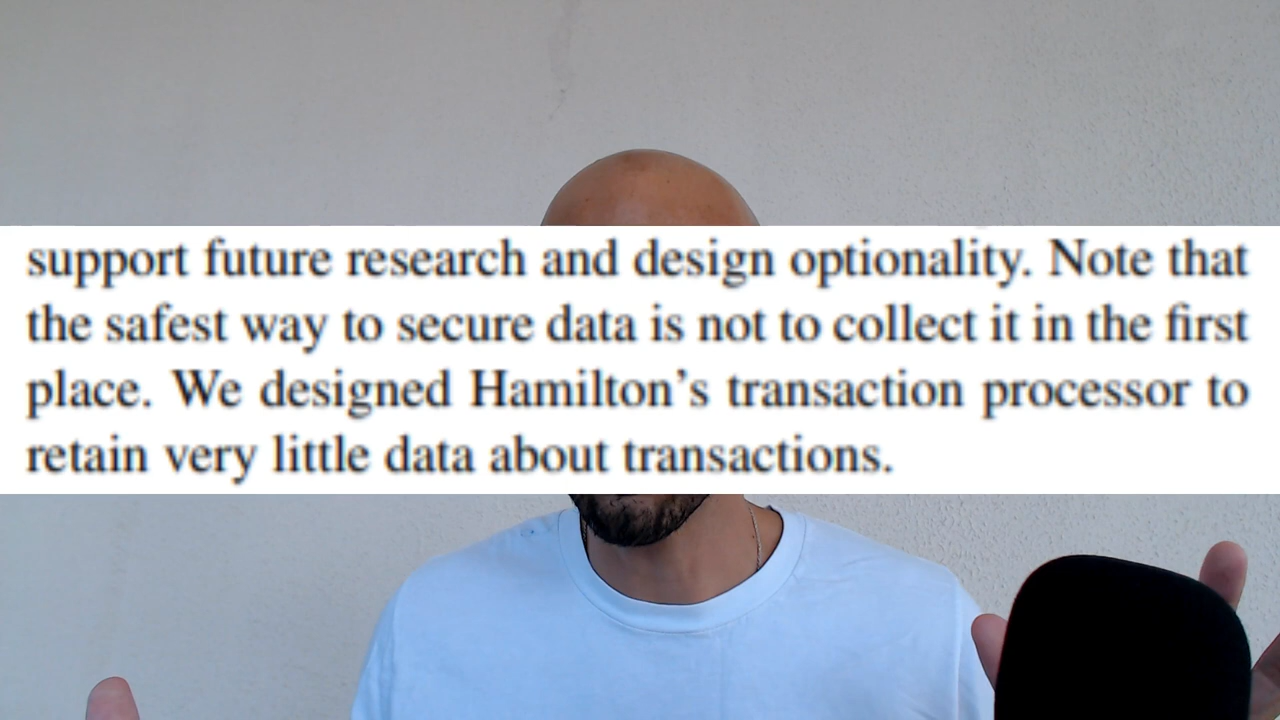 support future research and design optionality. Note that
the safest way to secure data is not to collect it in the first
place. We designed Hamilton’s transaction processor to
retain very little data about transactions.